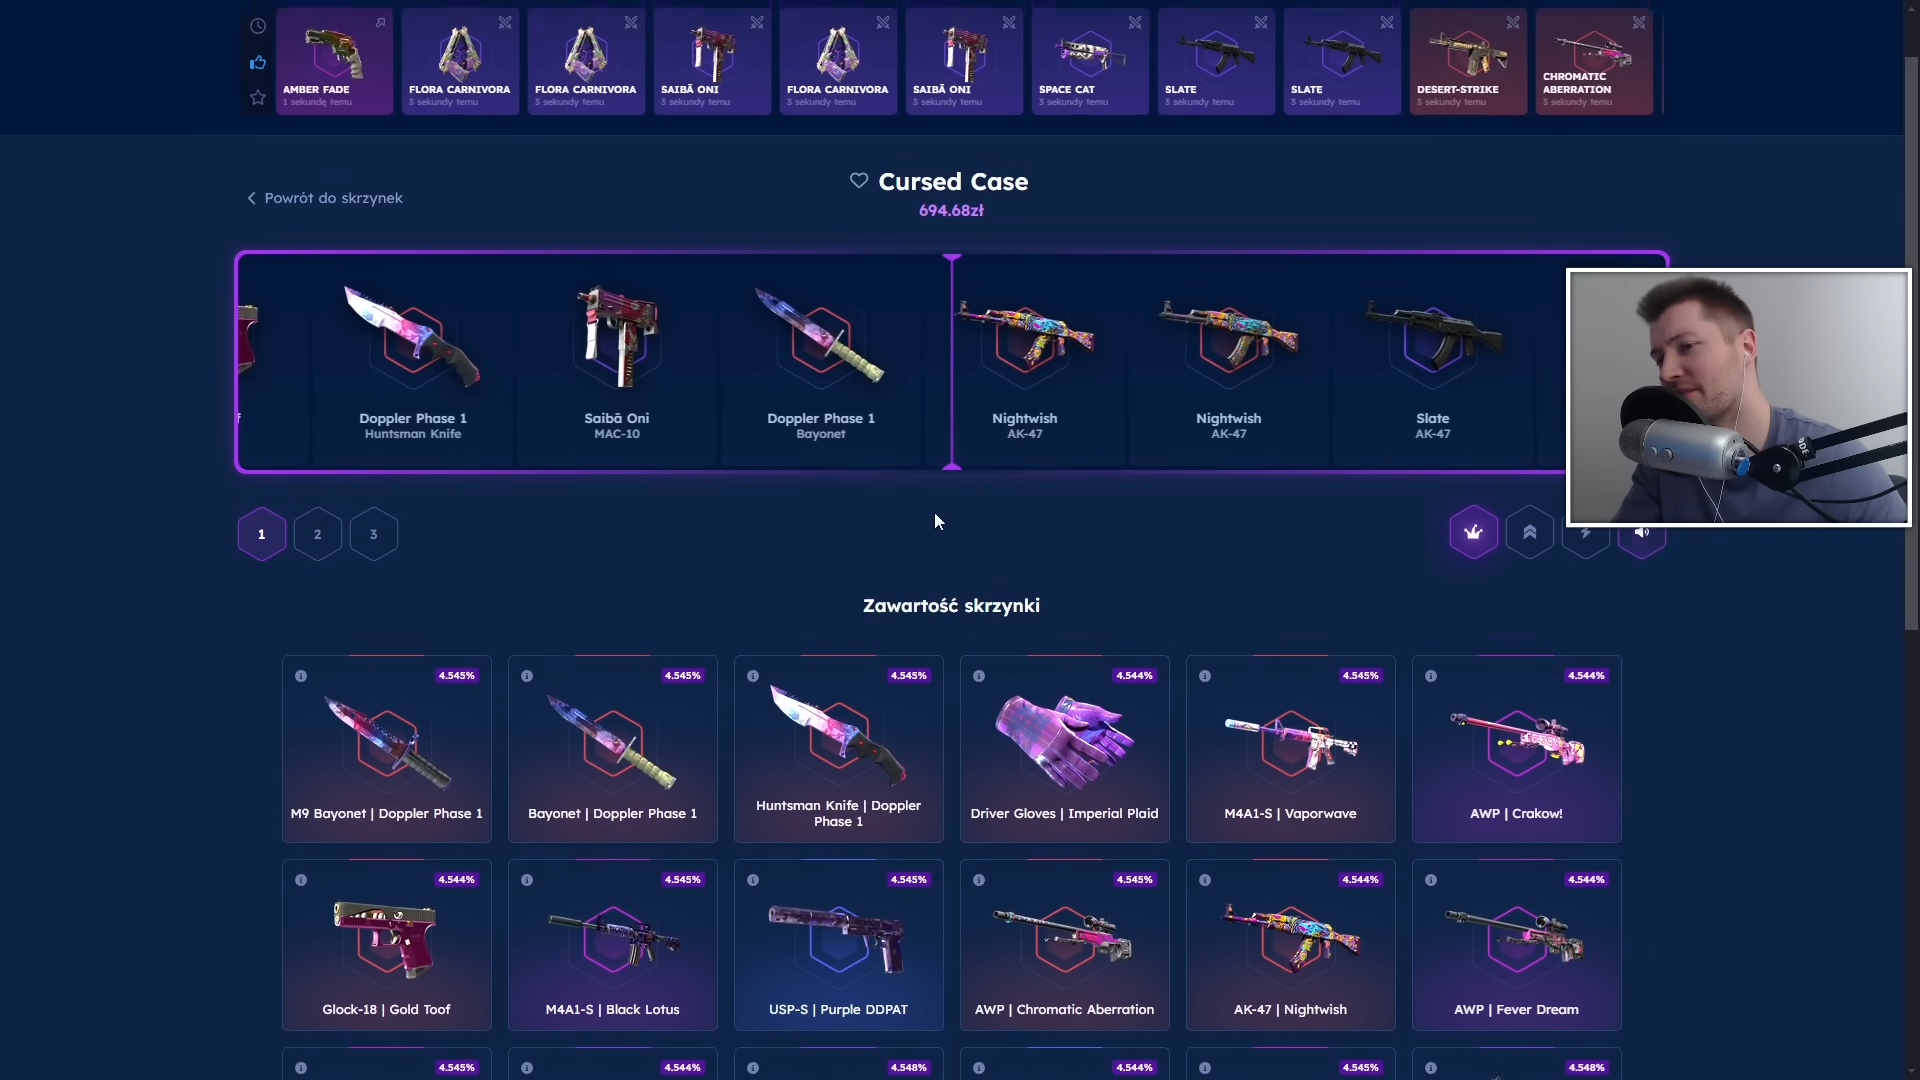 AMBER FADE
1 sekundę temu
FLORA CARNIVORA
3 sekundy temu
FLORA CARNIVORA
3 sekundy temu
SAIBĀ ONI
3 sekundy temu
FLORA CARNIVORA
3 sekundy temu
SAIBĀ ONI
3 sekundy temu
SPACE CAT
3 sekundy temu
SLATE
3 sekundy temu
SLATE
3 sekundy temu
DESERT-STRIKE
3 sekundy temu
CHROMATIC
ABERRATION
3 sekundy temu
Powrót do skrzynek
Cursed Case
694.68zł
f
Doppler Phase 1
Huntsman Knife
Saibā Oni
MAC-10
Doppler Phase 1
Bayonet
Nightwish
AK-47
Nightwish
AK-47
Slate
AK-47
1
2
3
Zawartość skrzynki
4.545%
M9 Bayonet | Doppler Phase 1
4.545%
Bayonet | Doppler Phase 1
4.545%
Huntsman Knife | Doppler
Phase 1
4.544%
Driver Gloves | Imperial Plaid
4.545%
M4A1-S | Vaporwave
4.544%
AWP | Crakow!
4.544%
Glock-18 | Gold Toof
4.545%
M4A1-S | Black Lotus
4.545%
USP-S | Purple DDPAT
4.545%
AWP | Chromatic Aberration
4.544%
AK-47 | Nightwish
4.544%
AWP | Fever Dream
4.545%
4.544%
4.548%
4.544%
4.545%
4.548%